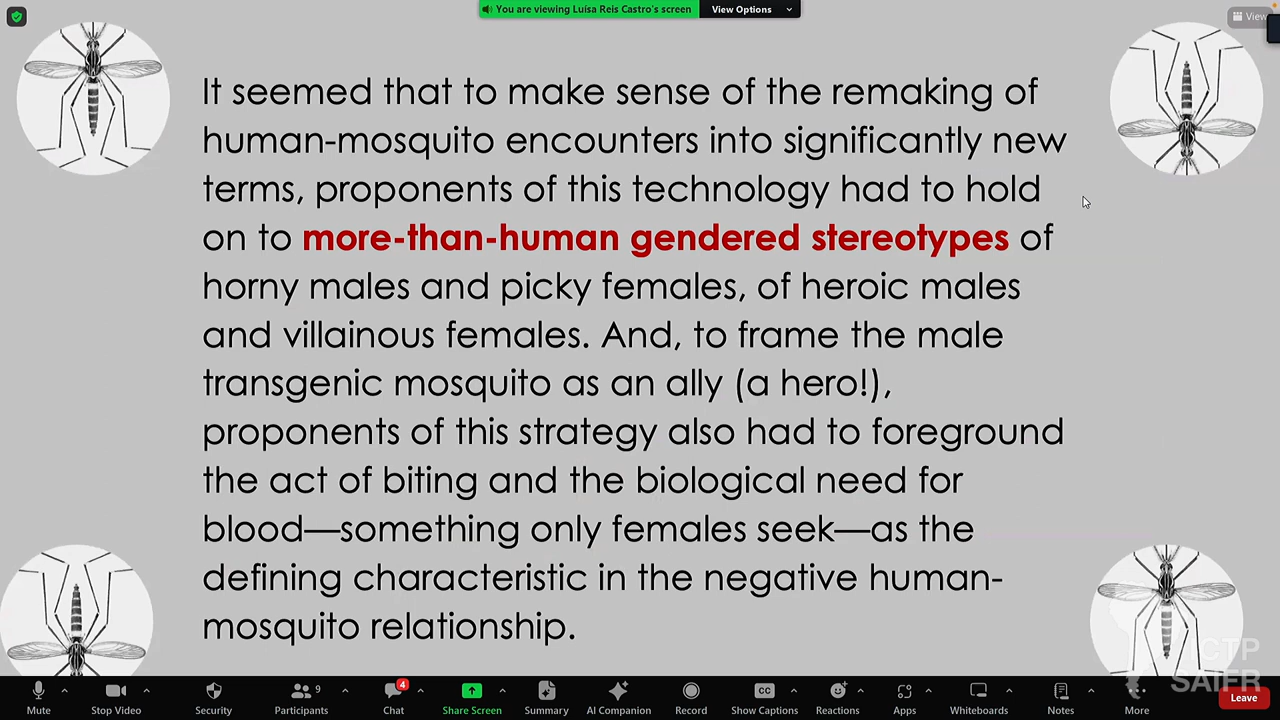 You are viewing Luísa Reis Castro's screen
View Options
View
It seemed that to make sense of the remaking of
human-mosquito encounters into significantly new
terms, proponents of this technology had to hold
on to more-than-human gendered stereotypes of
horny males and picky females, of heroic males
and villainous females. And, to frame the male
transgenic mosquito as an ally (a hero!),
proponents of this strategy also had to foreground
the act of biting and the biological need for
blood—something only females seek—as the
defining characteristic in the negative human-
mosquito relationship.
ICTP
SAIFR
9
4
Mute
Stop Video
Security
Participants
Chat
Share Screen
Summary
AI Companion
Record
CC
Show Captions
Reactions
Apps
Whiteboards
Notes
More
Leave